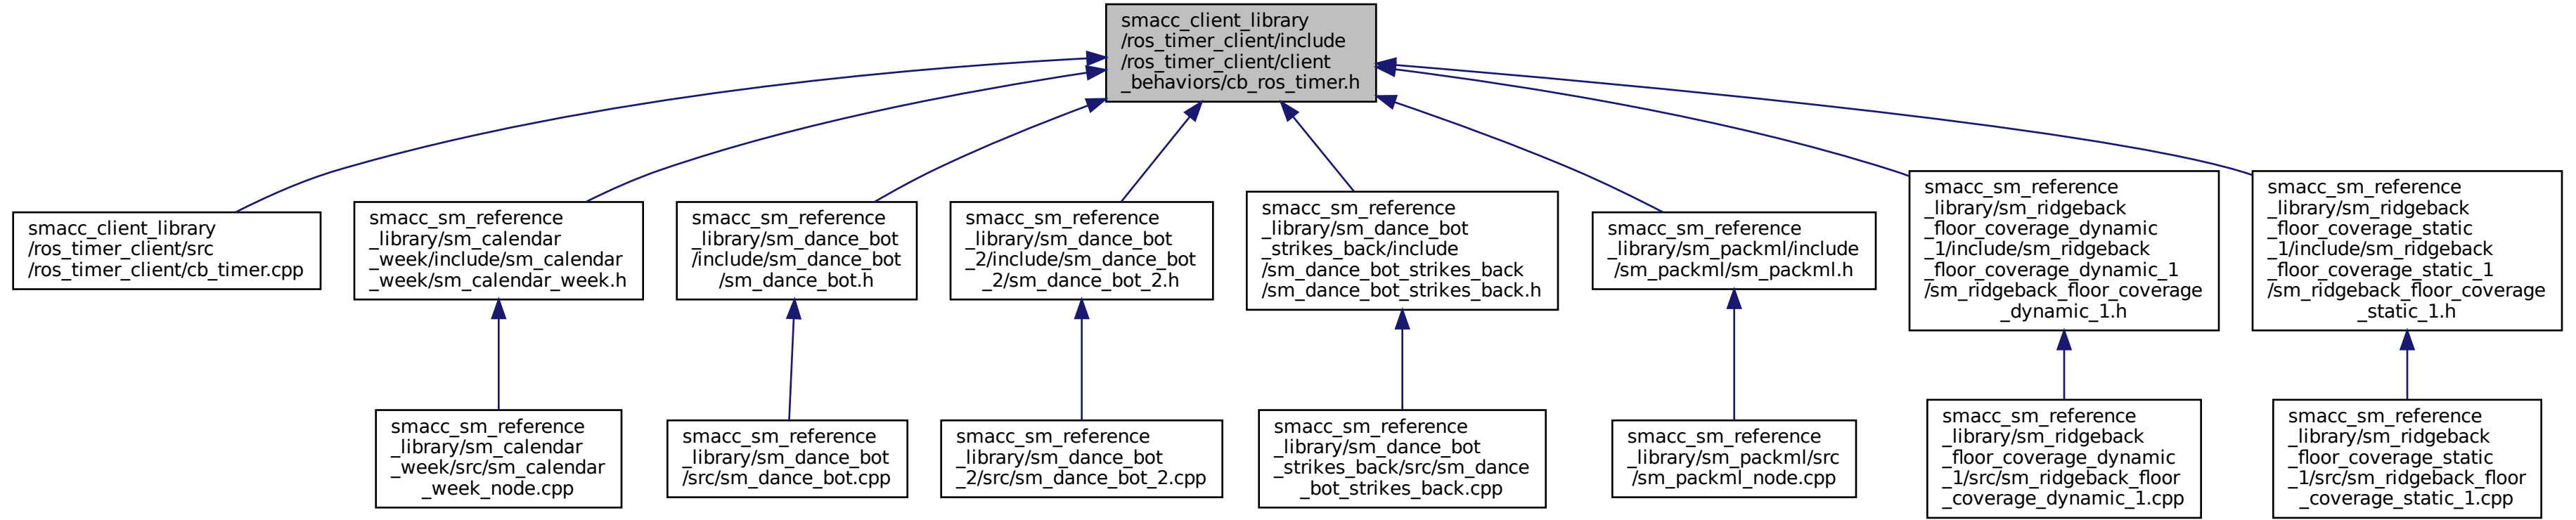 smacc_client_library
/ros_timer_client/include
/ros_timer_client/client
_behaviors/cb_ros_timer.h
smacc_client_library
/ros_timer_client/src
/ros_timer_client/cb_timer.cpp
smacc_sm_reference
_library/sm_calendar
_week/include/sm_calendar
_week/sm_calendar_week.h
smacc_sm_reference
_library/sm_dance_bot
/include/sm_dance_bot
/sm_dance_bot.h
smacc_sm_reference
_library/sm_dance_bot
_2/include/sm_dance_bot
_2/sm_dance_bot_2.h
smacc_sm_reference
_library/sm_dance_bot
_strikes_back/include
/sm_dance_bot_strikes_back
/sm_dance_bot_strikes_back.h
smacc_sm_reference
_library/sm_packml/include
/sm_packml/sm_packml.h
smacc_sm_reference
_library/sm_ridgeback
_floor_coverage_dynamic
_1/include/sm_ridgeback
_floor_coverage_dynamic_1
/sm_ridgeback_floor_coverage
_dynamic_1.h
smacc_sm_reference
_library/sm_ridgeback
_floor_coverage_static
_1/include/sm_ridgeback
_floor_coverage_static_1
/sm_ridgeback_floor_coverage
_static_1.h
smacc_sm_reference
_library/sm_calendar
_week/src/sm_calendar
_week_node.cpp
smacc_sm_reference
_library/sm_dance_bot
/src/sm_dance_bot.cpp
smacc_sm_reference
_library/sm_dance_bot
_2/src/sm_dance_bot_2.cpp
smacc_sm_reference
_library/sm_dance_bot
_strikes_back/src/sm_dance
_bot_strikes_back.cpp
smacc_sm_reference
_library/sm_packml/src
/sm_packml_node.cpp
smacc_sm_reference
_library/sm_ridgeback
_floor_coverage_dynamic
_1/src/sm_ridgeback_floor
_coverage_dynamic_1.cpp
smacc_sm_reference
_library/sm_ridgeback
_floor_coverage_static
_1/src/sm_ridgeback_floor
_coverage_static_1.cpp